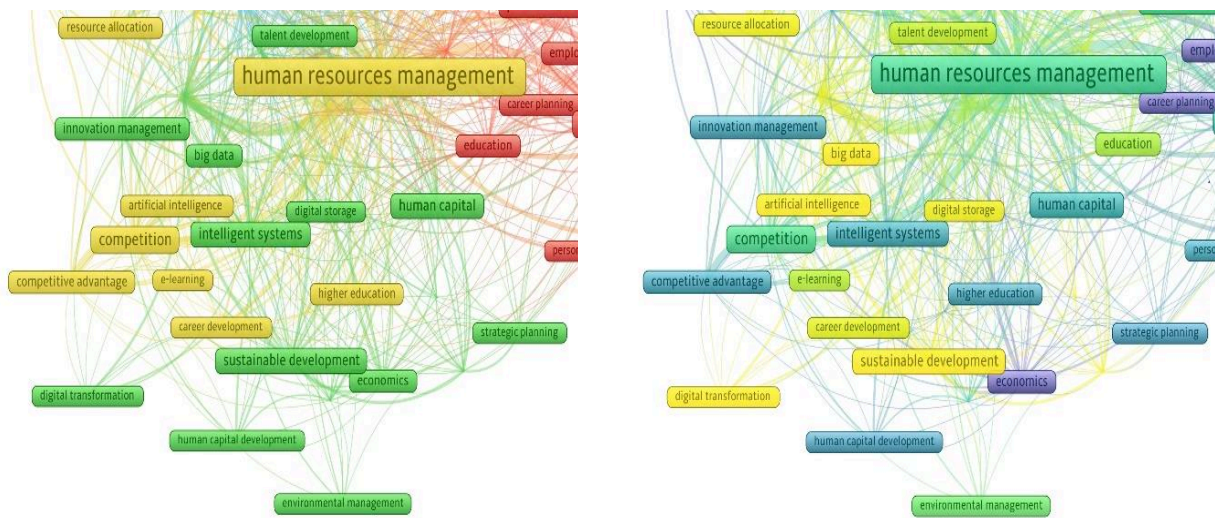 resource allocation
talent development
emplo
human resources management
career planning
innovation management
education
big data
artificial intelligence
digital storage
human capital
competition
intelligent systems
person
competitive advantage
e-learning
higher education
career development
strategic planning
sustainable development
economics
digital transformation
human capital development
environmental management
resource allocation
talent development
empl
human resources management
career planning
innovation management
education
big data
artificial intelligence
digital storage
human capital
competition
intelligent systems
perso
competitive advantage
e-learning
higher education
career development
strategic planning
sustainable development
economics
digital transformation
human capital development
environmental management